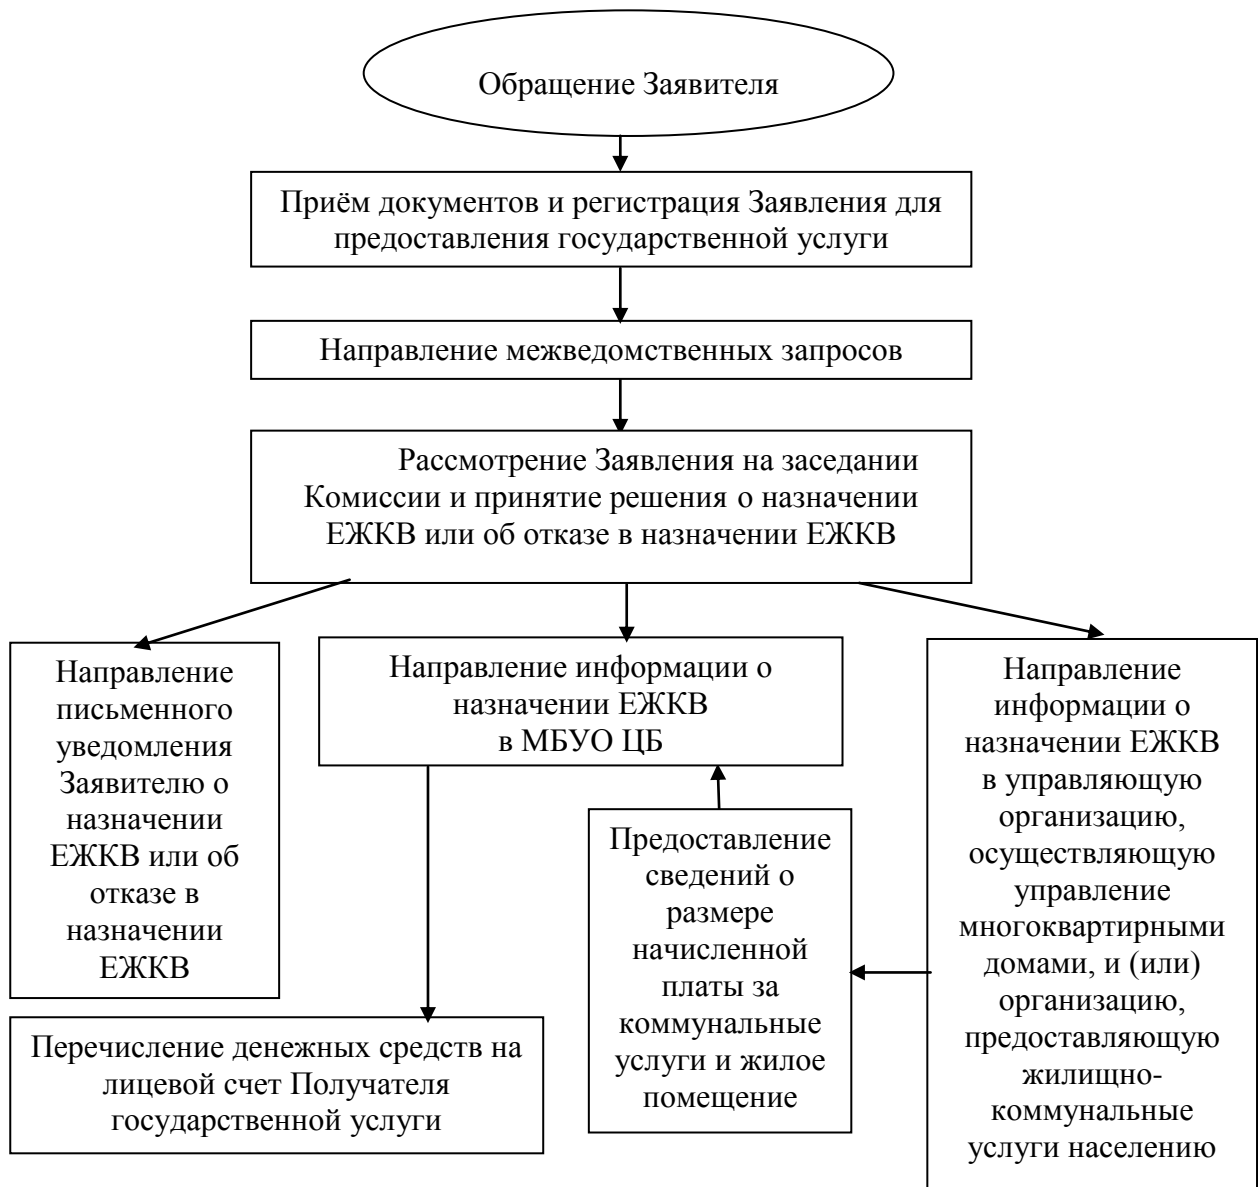 Обращение Заявителя
Приём документов и регистрация Заявления для
предоставления государственной услуги
Направление межведомственных запросов
Рассмотрение Заявления на заседании
Комиссии и принятие решения о назначении
ЕЖКВ или об отказе в назначении ЕЖКВ
Направление
письменного
уведомления
Заявителю о
назначении
ЕЖКВ или об
отказе в
назначении
ЕЖКВ
Направление информации о
назначении ЕЖКВ
в МБУО ЦБ
Направление
информации о
назначении ЕЖКВ
в управляющую
организацию,
осуществляющую
управление
многоквартирными
домами, и (или)
организацию,
предоставляющую
жилищно-
коммунальные
услуги населению
Предоставление
сведений о
размере
начисленной
платы за
коммунальные
услуги и жилое
помещение
Перечисление денежных средств на
лицевой счет Получателя
государственной услуги